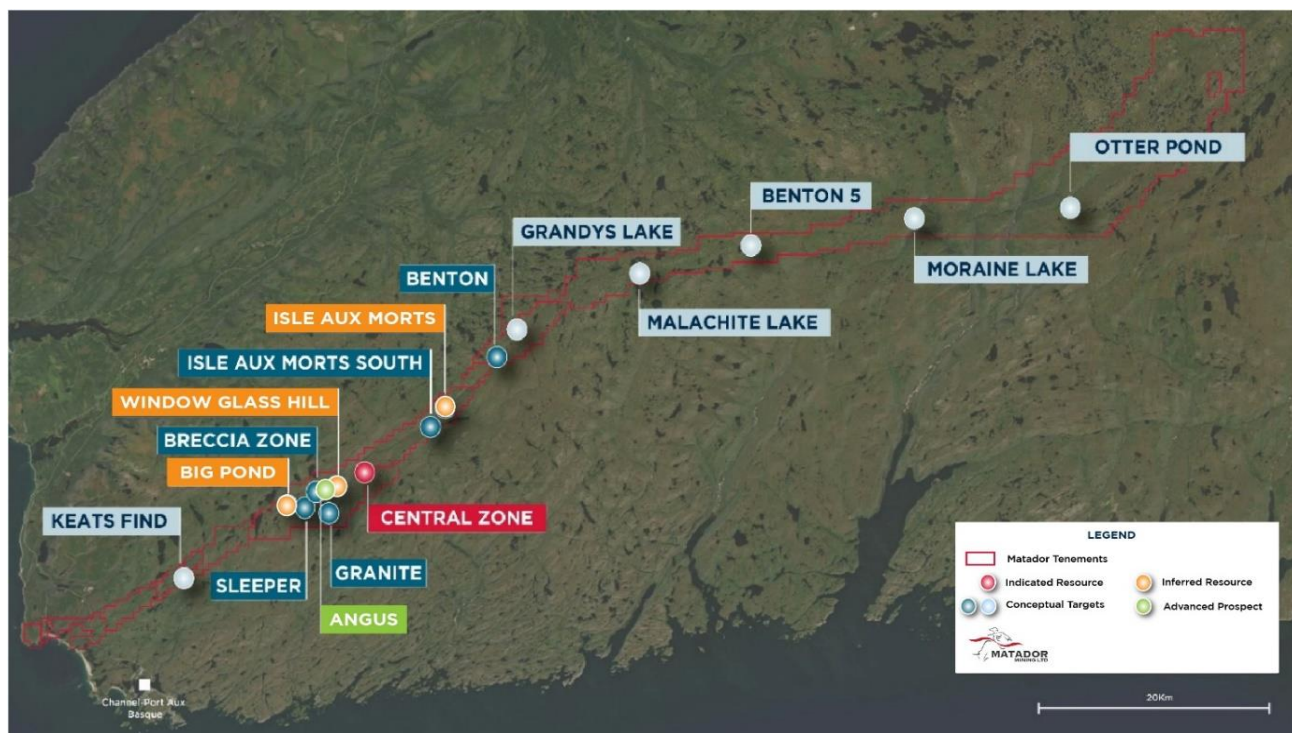 OTTER POND
BENTON 5
GRANDYS LAKE
MORAINE LAKE
BENTON
ISLE AUX MORTS
MALACHITE LAKE
ISLE AUX MORTS SOUTH
WINDOW GLASS HILL
BRECCIA ZONE
BIG POND
KEATS FIND
CENTRAL ZONE
SLEEPER
GRANITE
ANGUS
LEGEND
Matador Tenements
Indicated Resource
Inferred Resource
Conceptual Targets
Advanced Prospect
MATADOR
MINING LTD
Channel-Port Aux
Basque
20Km